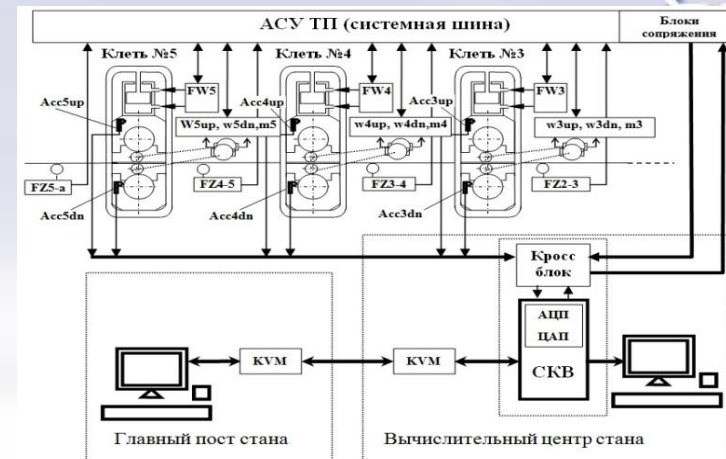 АСУ ТП (системная шина)
Блоки
сопряжения
Клеть №5
Клеть №4
Клеть №3
Acc5up
FW5
Acc4up
FW4
Acc3up
FW3
W5up, w5dn,m5
w4up, w4dn,m4
w3up, w3dn, m3
FZ5-a
FZ4-5
FZ3-4
FZ2-3
Acc5dn
Acc4dn
Acc3dn
Кросс
блок
АЦП
ЦАП
KVM
KVM
СКВ
Главный пост стана
Вычислительный центр стана